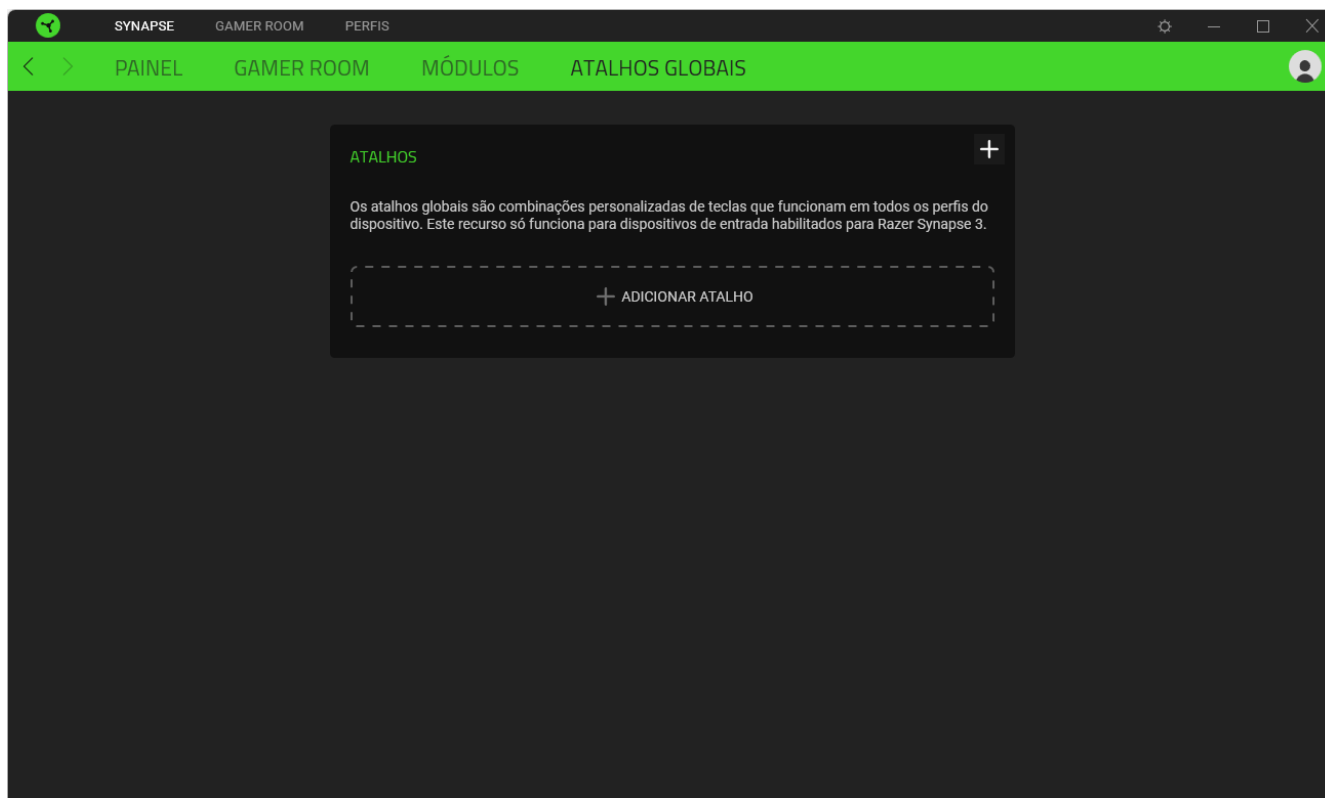 SYNAPSE GAMER ROOM PERFIS
PAINEL GAMER ROOM MÓDULOS ATALHOS GLOBAIS
ATALHOS
Os atalhos globais são combinações personalizadas de teclas que funcionam em todos os perfis do
dispositivo. Este recurso só funciona para dispositivos de entrada habilitados para Razer Synapse 3.
ADICIONAR ATALHO